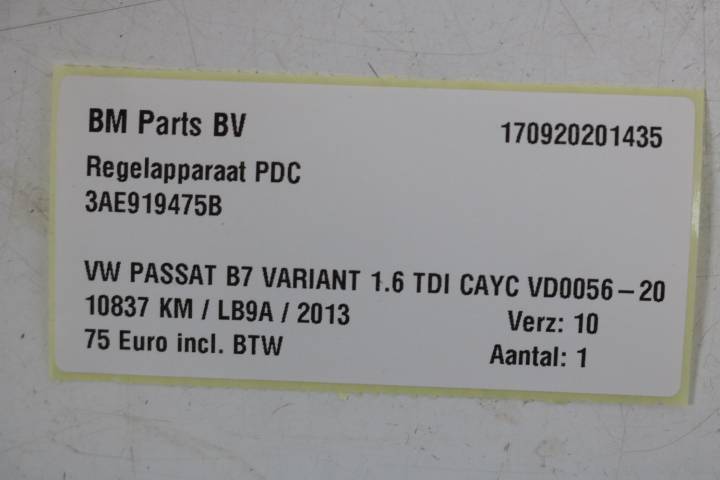 BM Parts BV 170920201435
Regelapparaat PDC
3AE919475B
VW PASSAT B7 VARIANT 1.6 TDI CAYC VD0056-20
10837 KM / LB9A / 2013 Verz: 10
75 Euro incl. BTW Aantal: 1